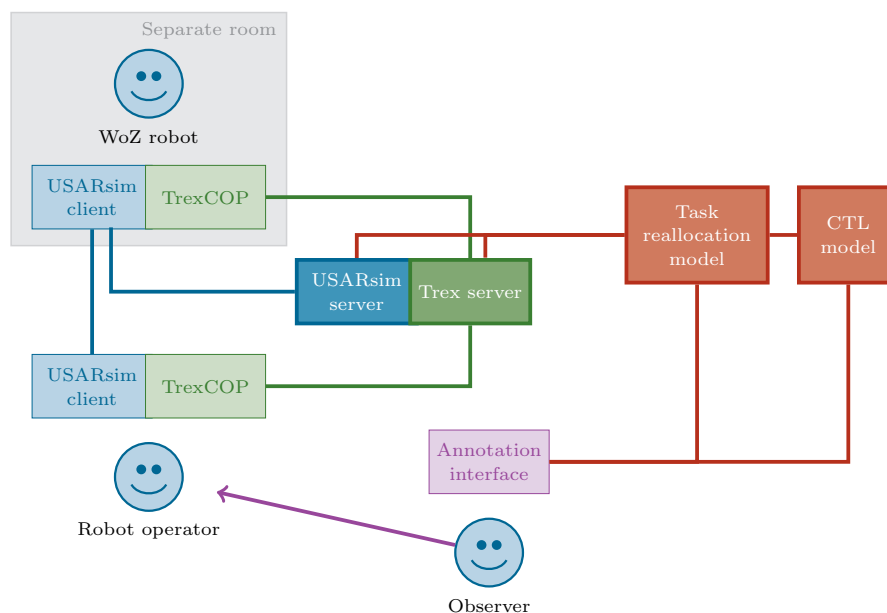 Separate room
WoZ robot
USARsim
client
TrexCOP
Task
reallocation
model
CTL
model
USARsim
server
Trex server
USARsim
client
TrexCOP
Annotation
interface
Robot operator
Observer